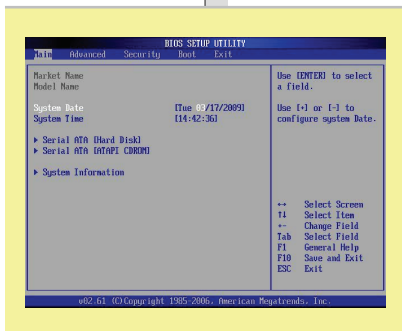 BIOS SETUP UTILITY
Main Advanced Security Boot Exit
Market Name
Model Name
System Date [Tue 03/17/2009]
System Time [14:42:36]
▶ Serial ATA [Hard Disk]
▶ Serial ATA [ATAPI CDROM]
▶ System Information
Use [ENTER] to select
a field.
Use [+] or [-] to
configure system Date.
↔ Select Screen
↑↓ Select Item
+- Change Field
Tab Select Field
F1 General Help
F10 Save and Exit
ESC Exit
v02.61 (C)Copyright 1985-2006, American Megatrends, Inc.